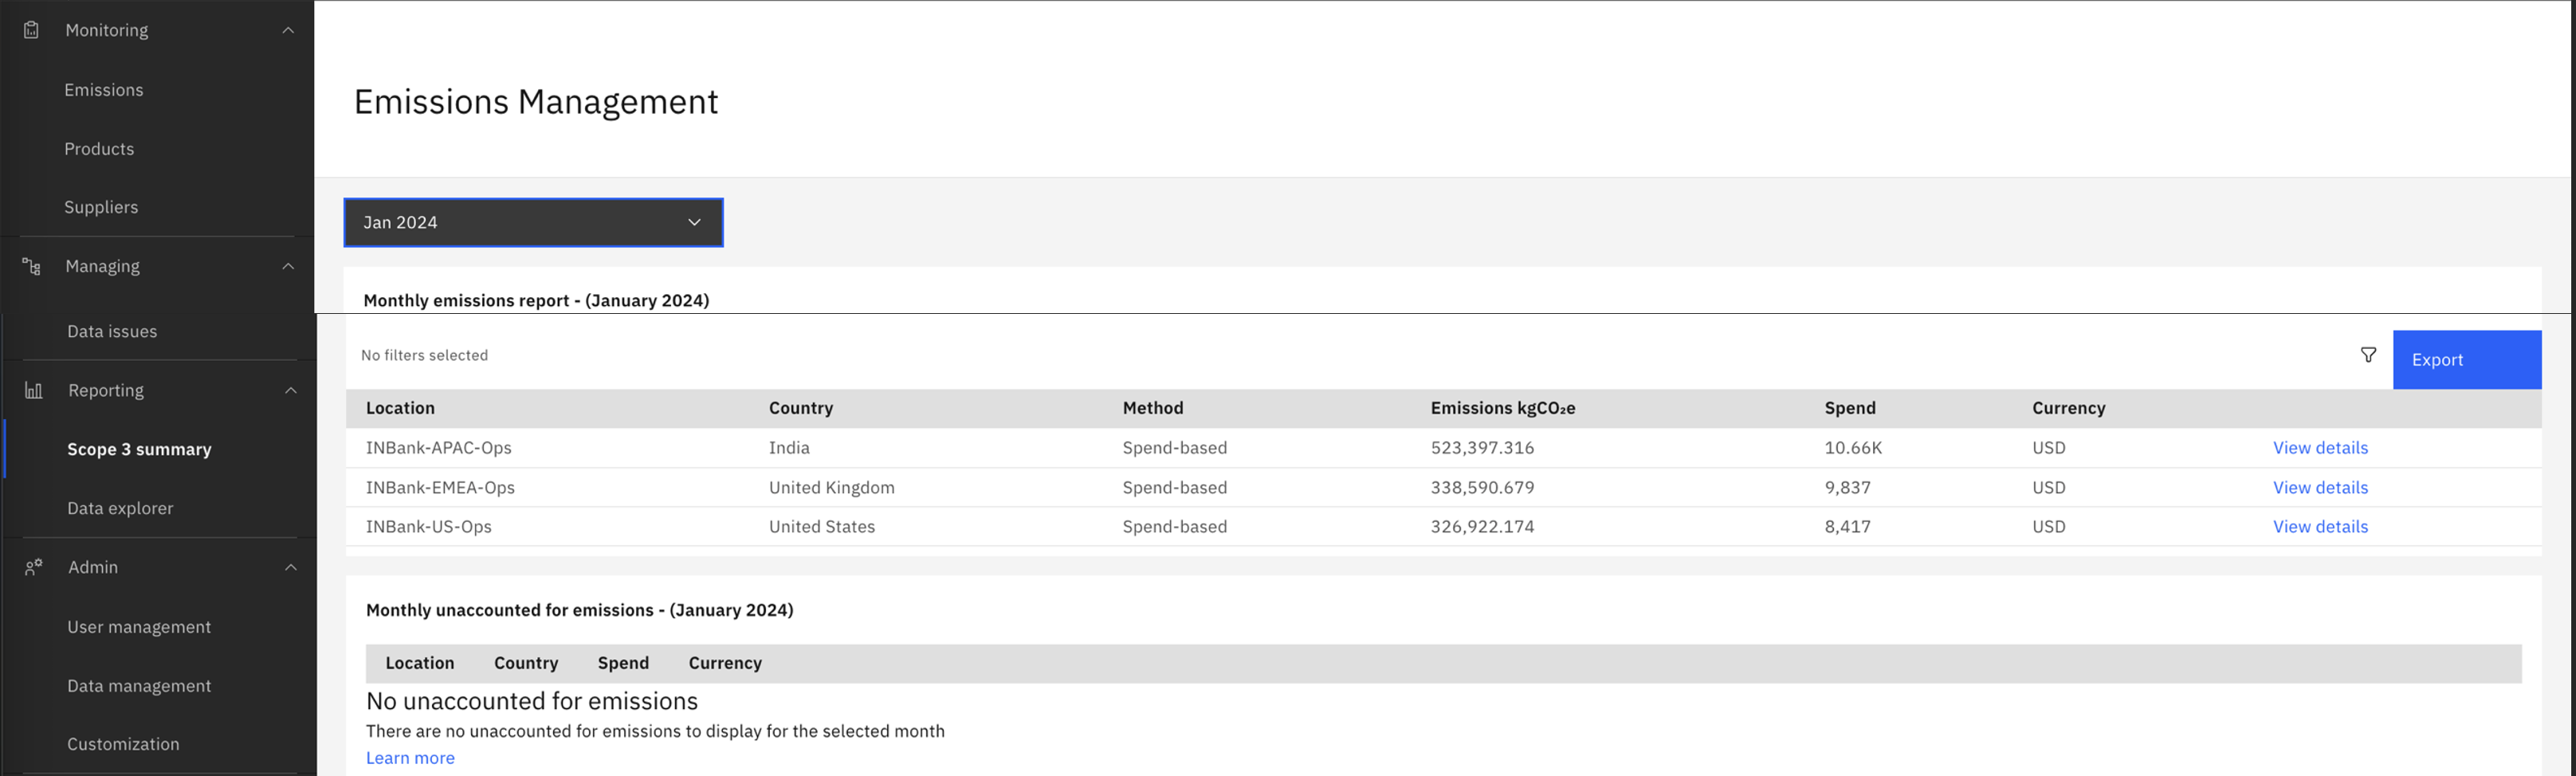 Monitoring
Emissions
Products
Suppliers
Managing
Data issues
Reporting
Scope 3 summary
Data explorer
Admin
User management
Data management
Customization
Emissions Management
Jan 2024
Monthly emissions report - (January 2024)
No filters selected
Export
Location Country Method Emissions kgCO₂e Spend Currency
INBank-APAC-Ops India Spend-based 523,397.316 10.66K USD View details
INBank-EMEA-Ops United Kingdom Spend-based 338,590.679 9,837 USD View details
INBank-US-Ops United States Spend-based 326,922.174 8,417 USD View details
Monthly unaccounted for emissions - (January 2024)
Location Country Spend Currency
No unaccounted for emissions
There are no unaccounted for emissions to display for the selected month
Learn more